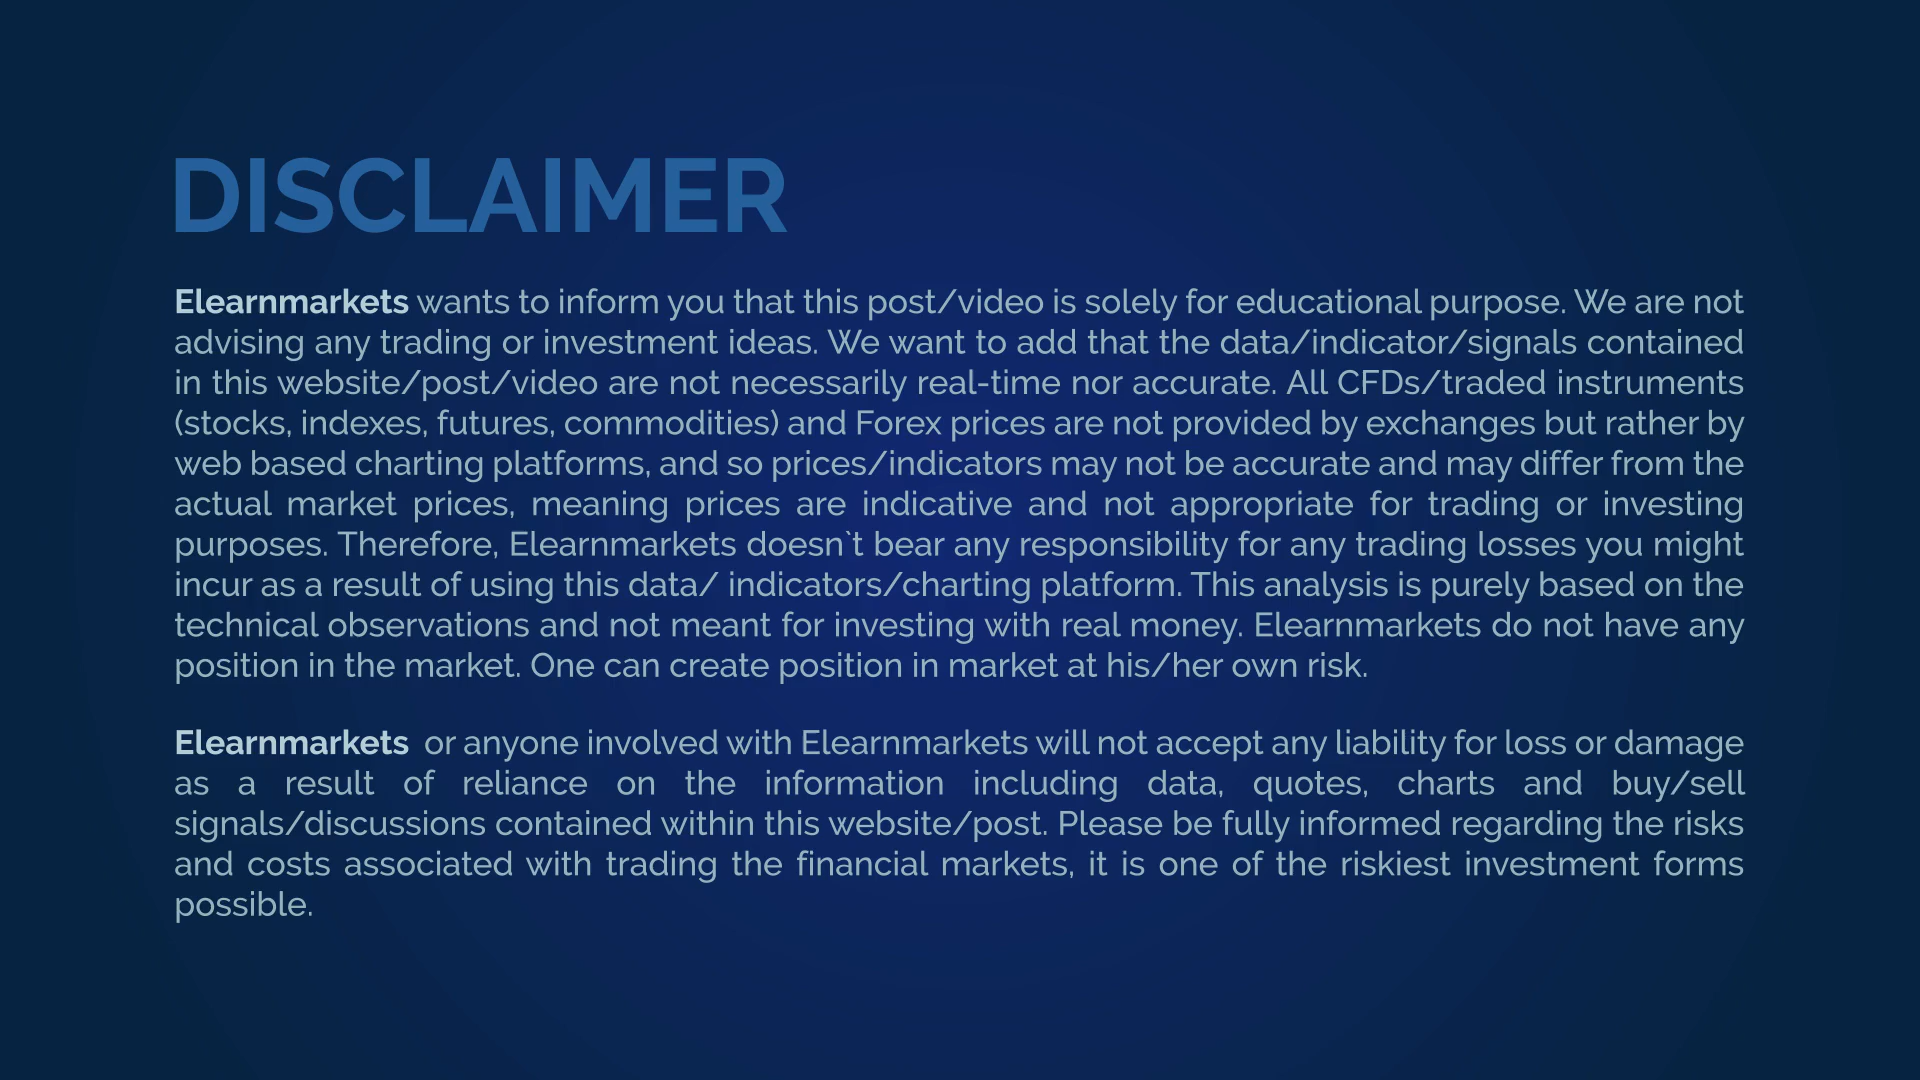 DISCLAIMER
Elearnmarkets wants to inform you that this post/video is solely for educational purpose. We are not
advising any trading or investment ideas. We want to add that the data/indicator/signals contained
in this website/post/video are not necessarily real-time nor accurate. All CFDs/traded instruments
(stocks, indexes, futures, commodities) and Forex prices are not provided by exchanges but rather by
web based charting platforms, and so prices/indicators may not be accurate and may differ from the
actual market prices, meaning prices are indicative and not appropriate for trading or investing
purposes. Therefore, Elearnmarkets doesn`t bear any responsibility for any trading losses you might
incur as a result of using this data/ indicators/charting platform. This analysis is purely based on the
technical observations and not meant for investing with real money. Elearnmarkets do not have any
position in the market. One can create position in market at his/her own risk.
Elearnmarkets or anyone involved with Elearnmarkets will not accept any liability for loss or damage
as a result of reliance on the information including data, quotes, charts and buy/sell
signals/discussions contained within this website/post. Please be fully informed regarding the risks
and costs associated with trading the financial markets, it is one of the riskiest investment forms
possible.